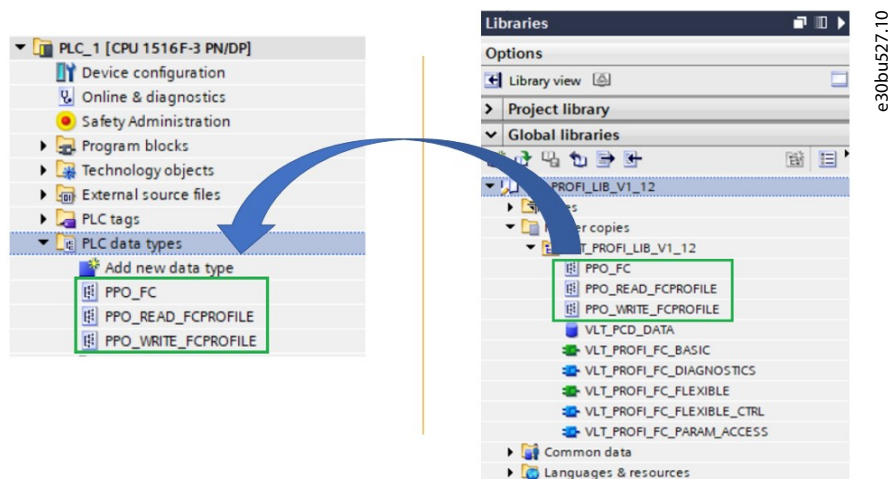 PLC_1 [CPU 1516F-3 PN/DP]
Device configuration
Online & diagnostics
Safety Administration
Program blocks
Technology objects
External source files
PLC tags
PLC data types
Add new data type
PPO_FC
PPO_READ_FCPROFILE
PPO_WRITE_FCPROFILE
Libraries
Options
Library view
Project library
Global libraries
PROFI_LIB_V1_12
copies
T_PROFI_LIB_V1_12
PPO_FC
PPO_READ_FCPROFILE
PPO_WRITE_FCPROFILE
VLT_PCD_DATA
VLT_PROFI_FC_BASIC
VLT_PROFI_FC_DIAGNOSTICS
VLT_PROFI_FC_FLEXIBLE
VLT_PROFI_FC_FLEXIBLE_CTRL
VLT_PROFI_FC_PARAM_ACCESS
Common data
Languages & resources
e30bu527.10